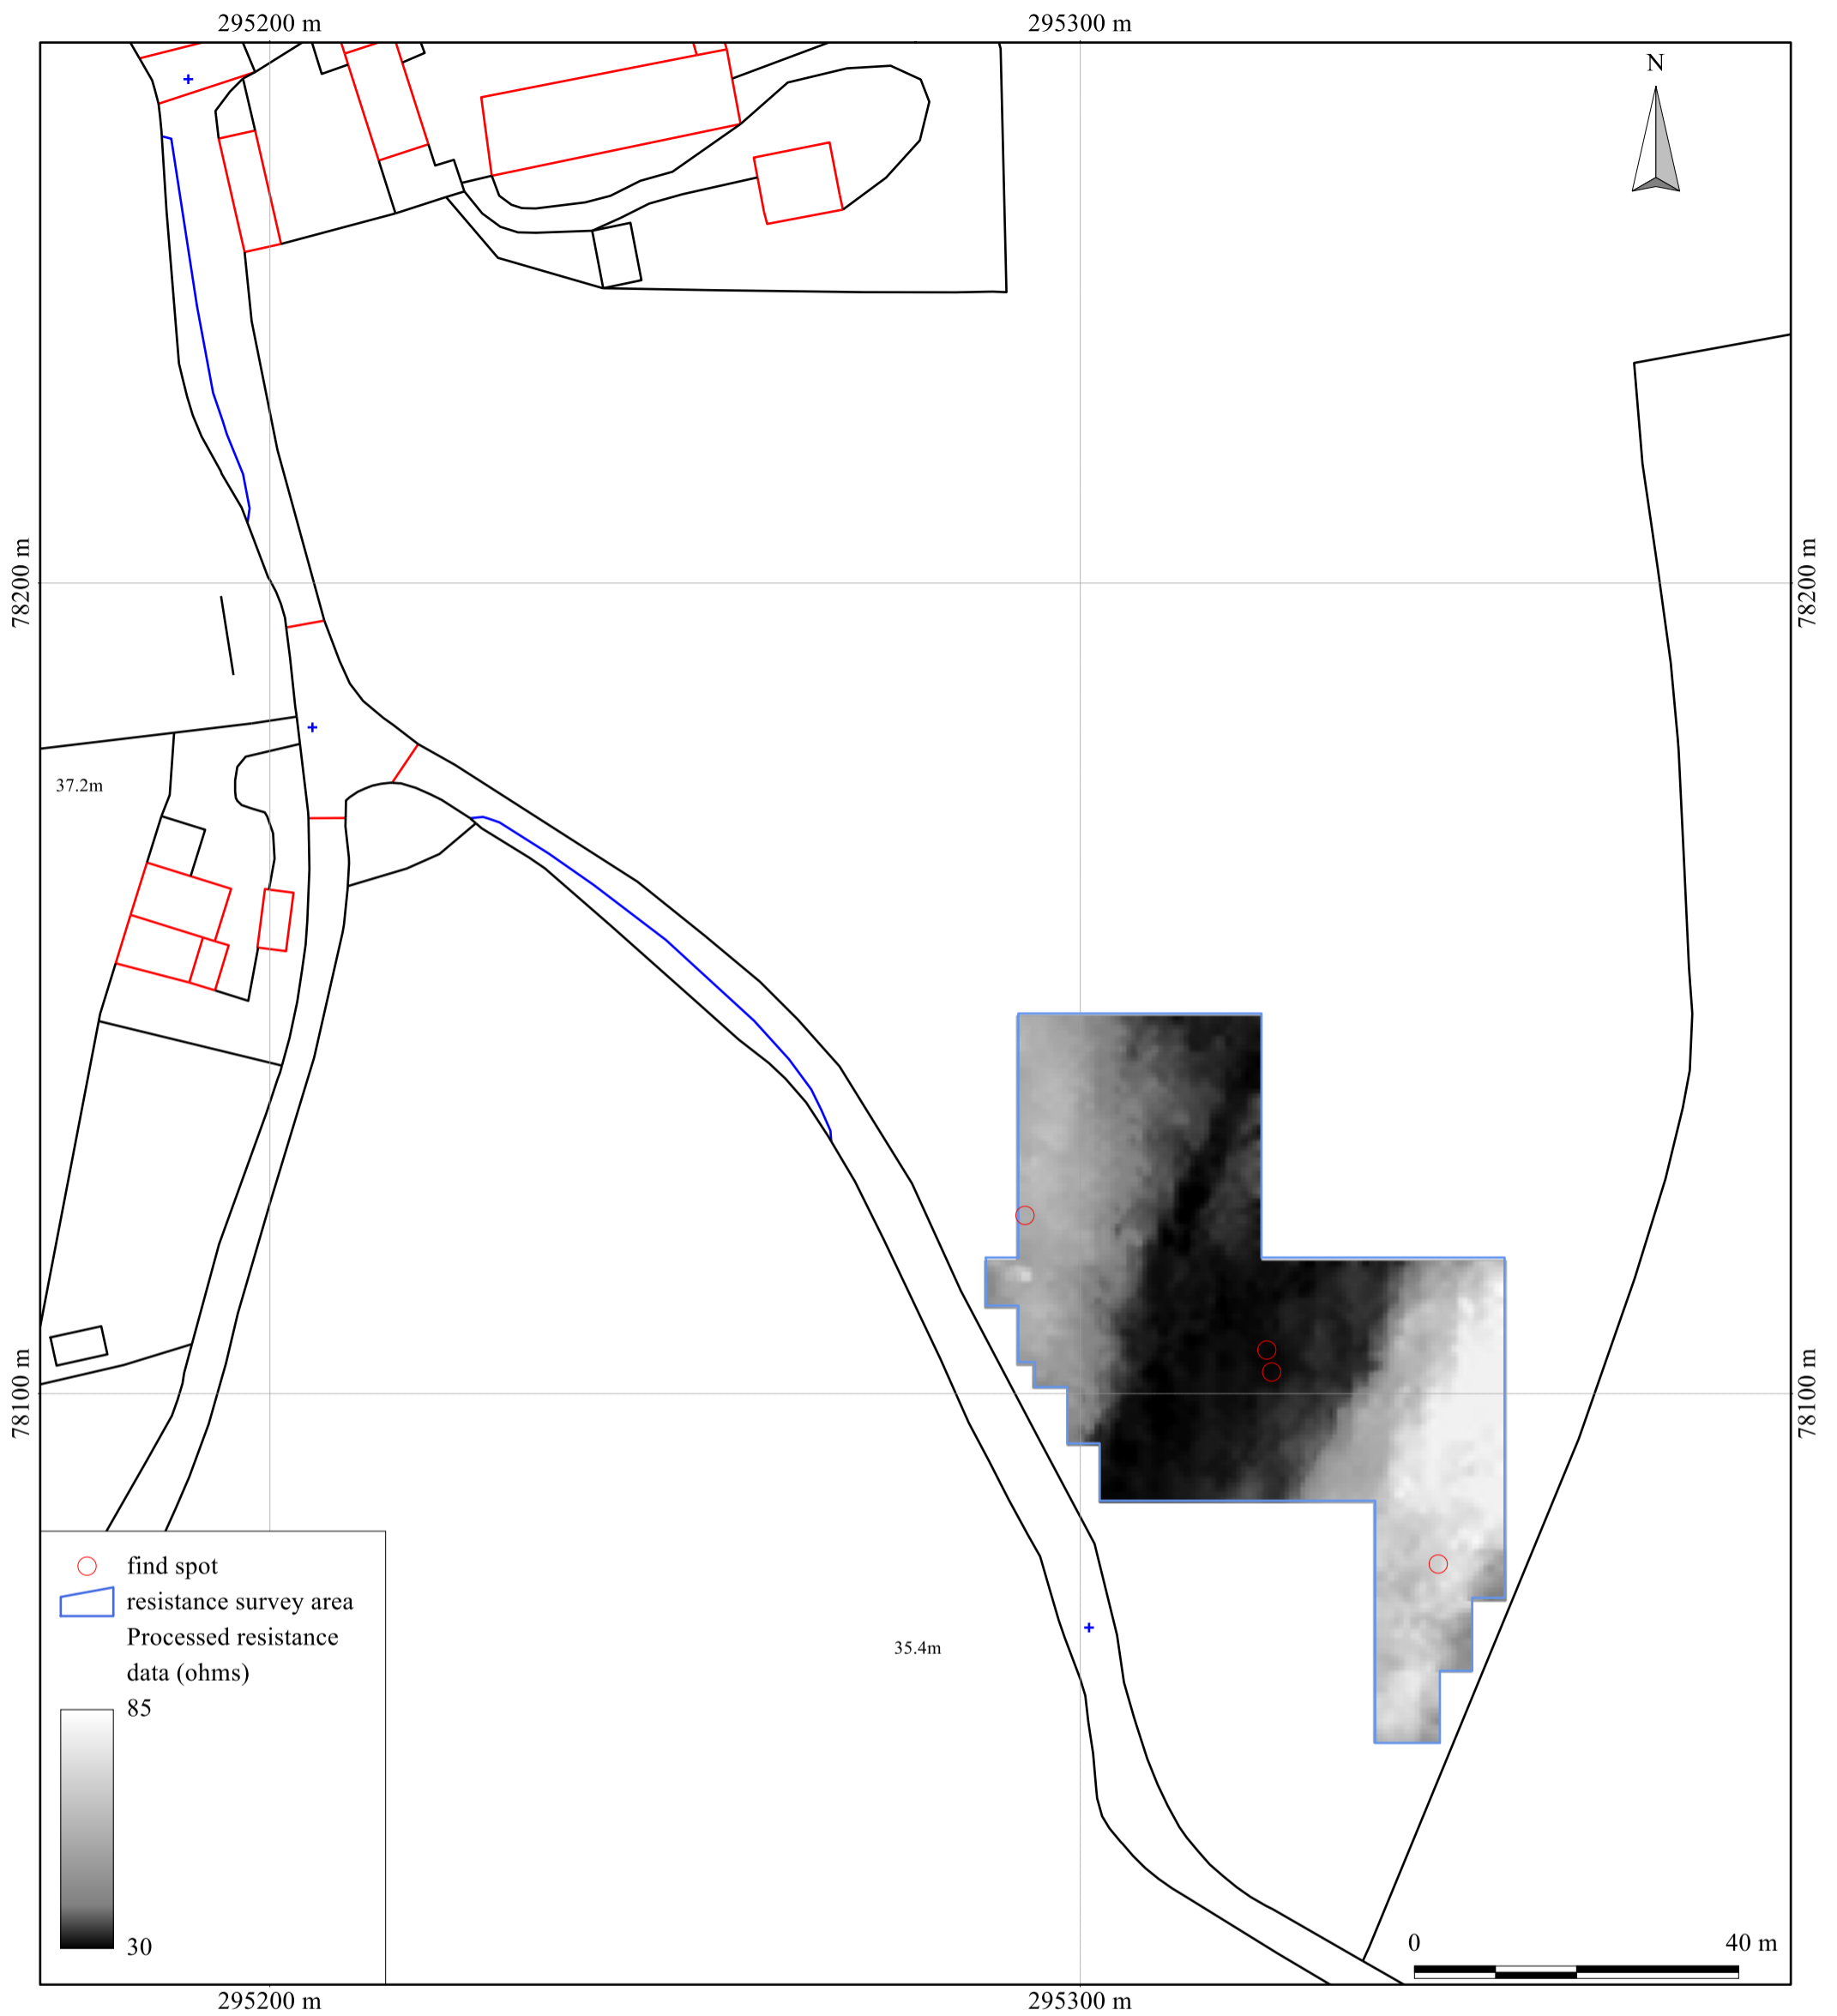 295200 m
295300 m
N
78200 m
78200 m
37.2m
78100 m
78100 m
find spot
resistance survey area
35.4m
Processed resistance
data (ohms)
85
30
0
40 m
295200 m
295300 m